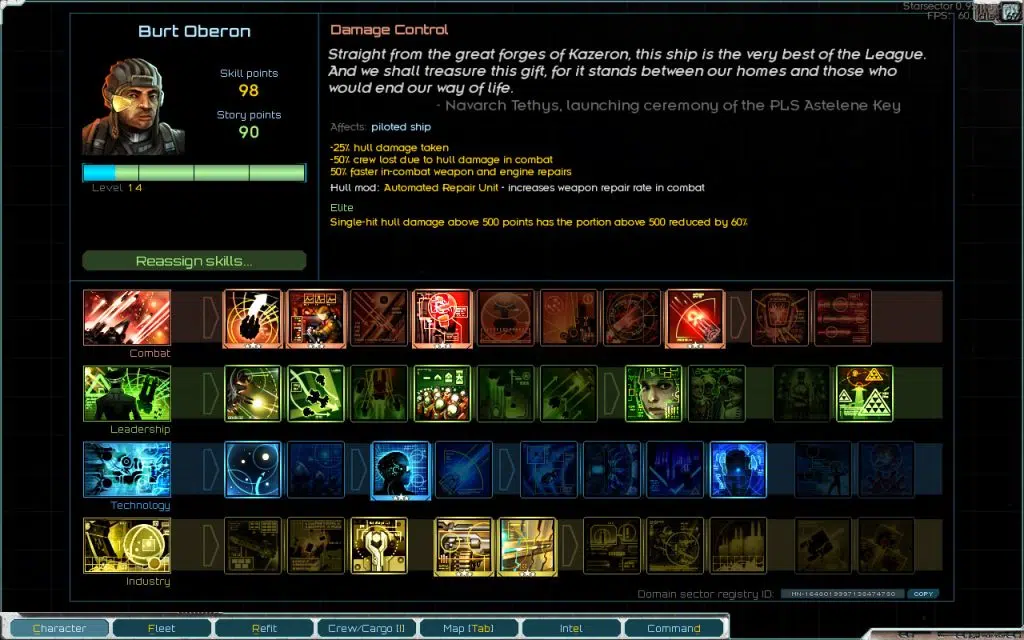 Starsector 0.95
FPS: 60, Idle
Burt Oberon
Skill points
98
Story points
90
Level 14
Reassign skills...
Damage Control
Straight from the great forges of Kazeron, this ship is the very best of the League.
And we shall treasure this gift, for it stands between our homes and those who
would end our way of life.
- Navarch Tethys, launching ceremony of the PLS Astelene Key
Affects: piloted ship
-25% hull damage taken
-50% crew lost due to hull damage in combat
50% faster in-combat weapon and engine repairs
Hull mod: Automated Repair Unit - increases weapon repair rate in combat
Elite
Single-hit hull damage above 500 points has the portion above 500 reduced by 60%
Combat
Leadership
Technology
Industry
Domain sector registry ID:
COPY
Character
Fleet
Refit
Crew/Cargo [I]
Map [Tab]
Intel
Command